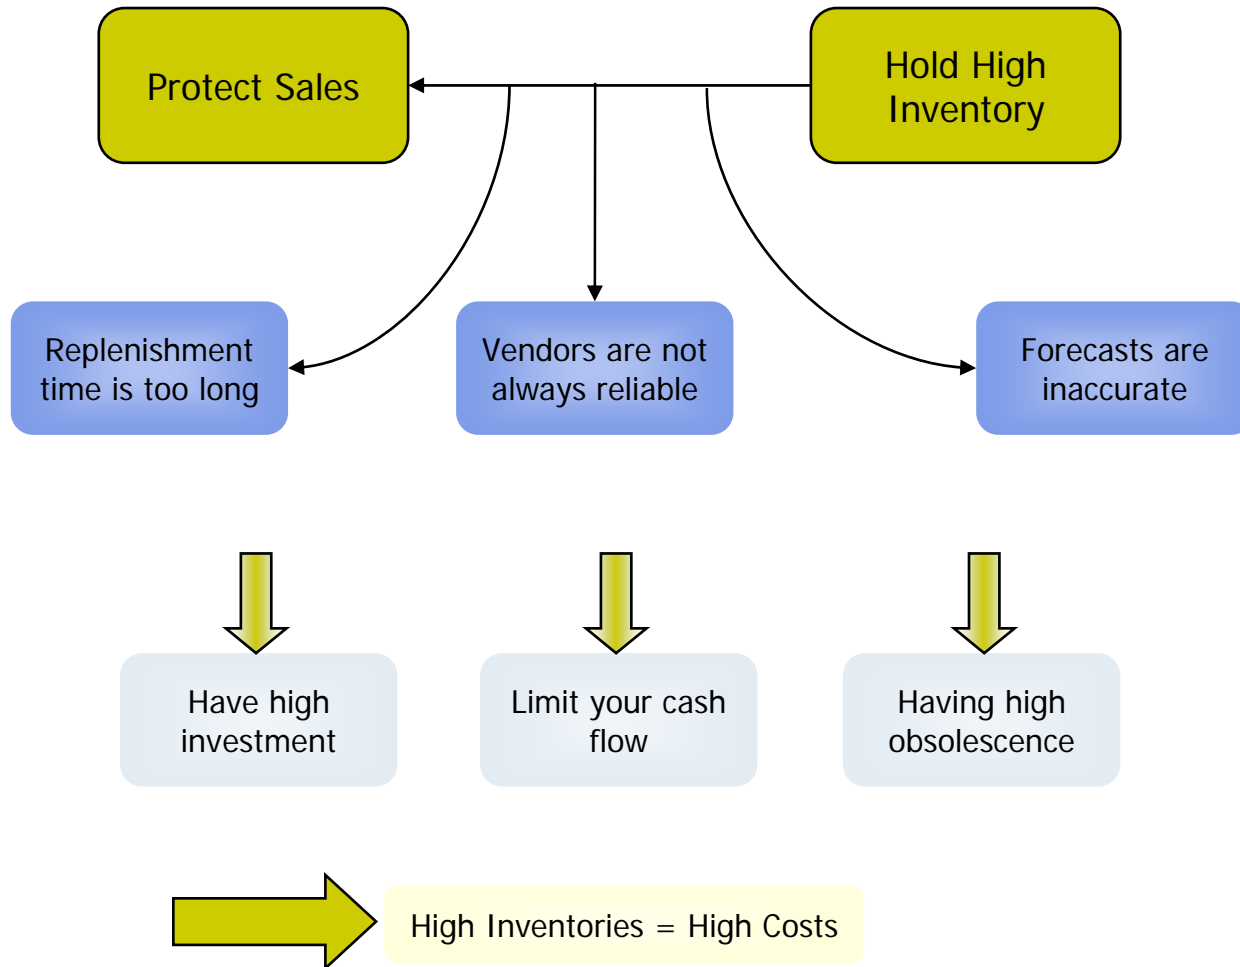 Protect Sales
Hold High
Inventory
Replenishment
time is too long
Vendors are not
always reliable
Forecasts are
inaccurate
Have high
investment
Limit your cash
flow
Having high
obsolescence
High Inventories = High Costs